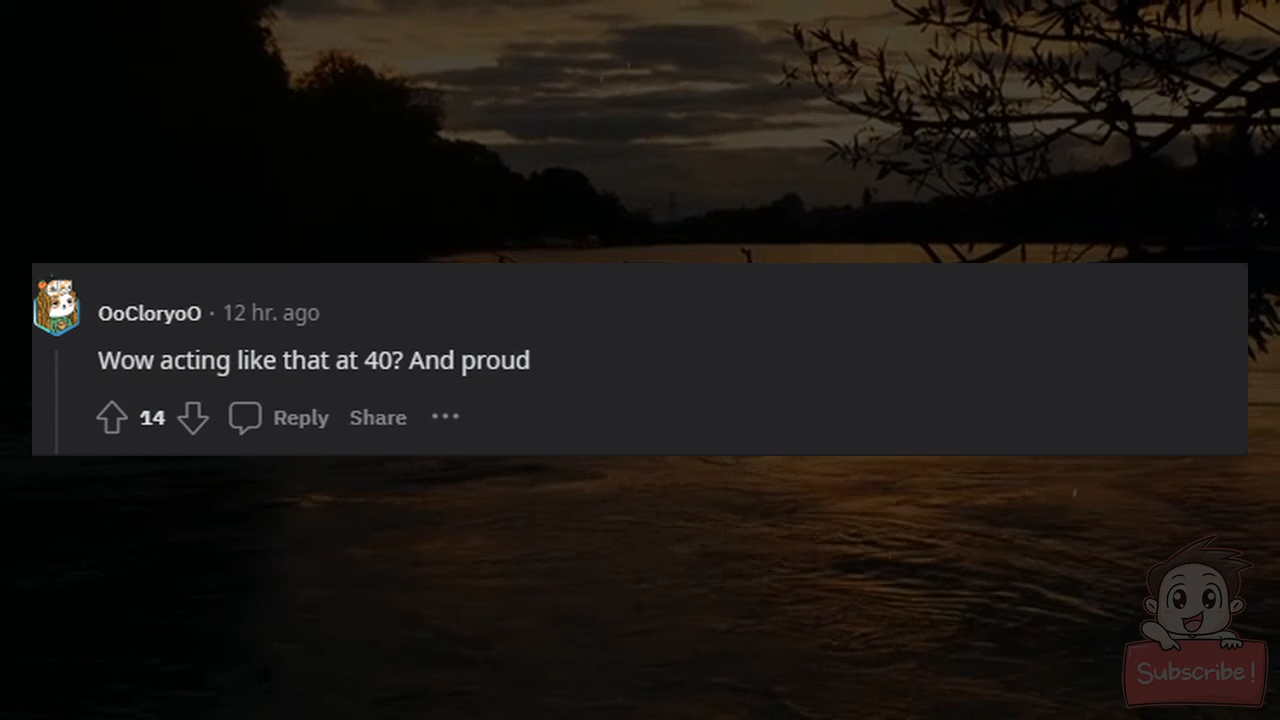 OoCloryoO · 12 hr. ago
Wow acting like that at 40? And proud
14 Reply Share ···
Subscribe!